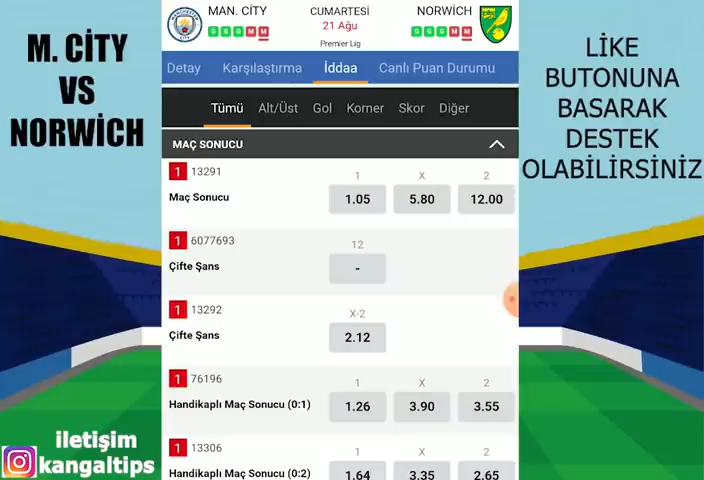 M. CİTY
VS
NORWİCH
MAN. CITY
G G G M M
CUMARTESİ
21 Ağu
Premier Lig
NORWİCH
G G G M M
Detay Karşılaştırma İddaa Canlı Puan Durumu
Tümü Alt/Üst Gol Korner Skor Diğer
MAÇ SONUCU
1 13291
Maç Sonucu
1 X 2
1.05 5.80 12.00
1 6077693
Çifte Şans
12
-
1 13292
Çifte Şans
X-2
2.12
1 76196
Handikaplı Maç Sonucu (0:1)
1 X 2
1.26 3.90 3.55
1 13306
Handikaplı Maç Sonucu (0:2)
1 X 2
1.64 3.35 2.65
LİKE
BUTONUNA
BASARAK
DESTEK
OLABİLİRSİNİZ
iletişim
kangaltips